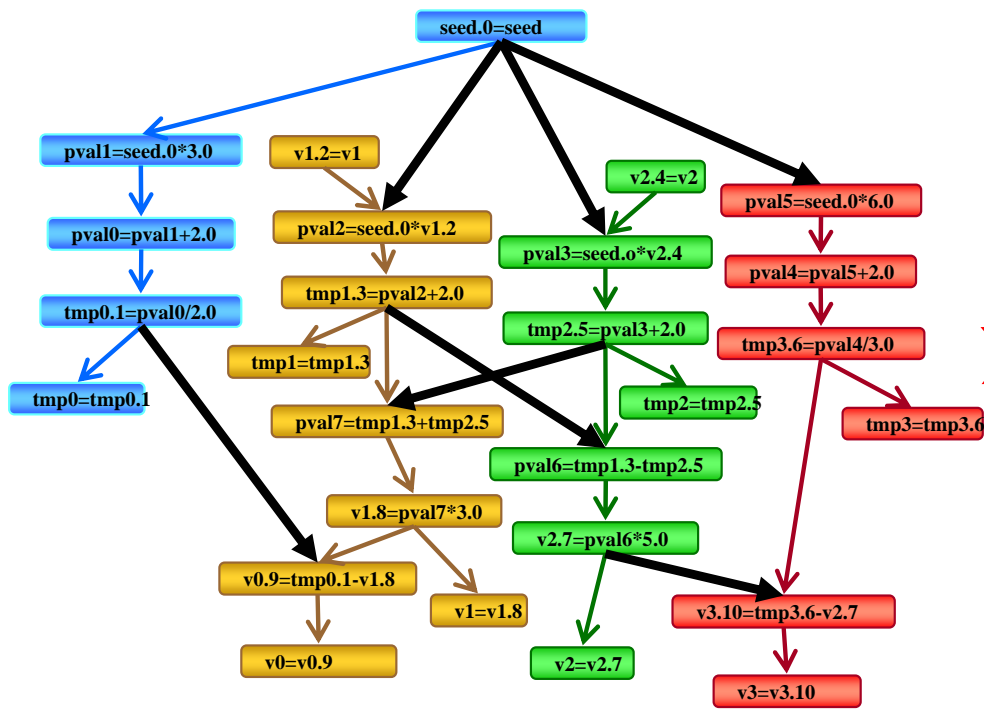 seed.0=seed
pval1=seed.0*3.0
v1.2=v1
v2.4=v2
pval5=seed.0*6.0
pval2=seed.0*v1.2
pval0=pval1+2.0
pval3=seed.o*v2.4
pval4=pval5+2.0
tmp1.3=pval2+2.0
tmp0.1=pval0/2.0
tmp2.5=pval3+2.0
tmp3.6=pval4/3.0
tmp1=tmp1.3
tmp0=tmp0.1
tmp2=tmp2.5
pval7=tmp1.3+tmp2.5
tmp3=tmp3.6
pval6=tmp1.3-tmp2.5
v1.8=pval7*3.0
v2.7=pval6*5.0
v0.9=tmp0.1-v1.8
v1=v1.8
v3.10=tmp3.6-v2.7
v0=v0.9
v2=v2.7
v3=v3.10